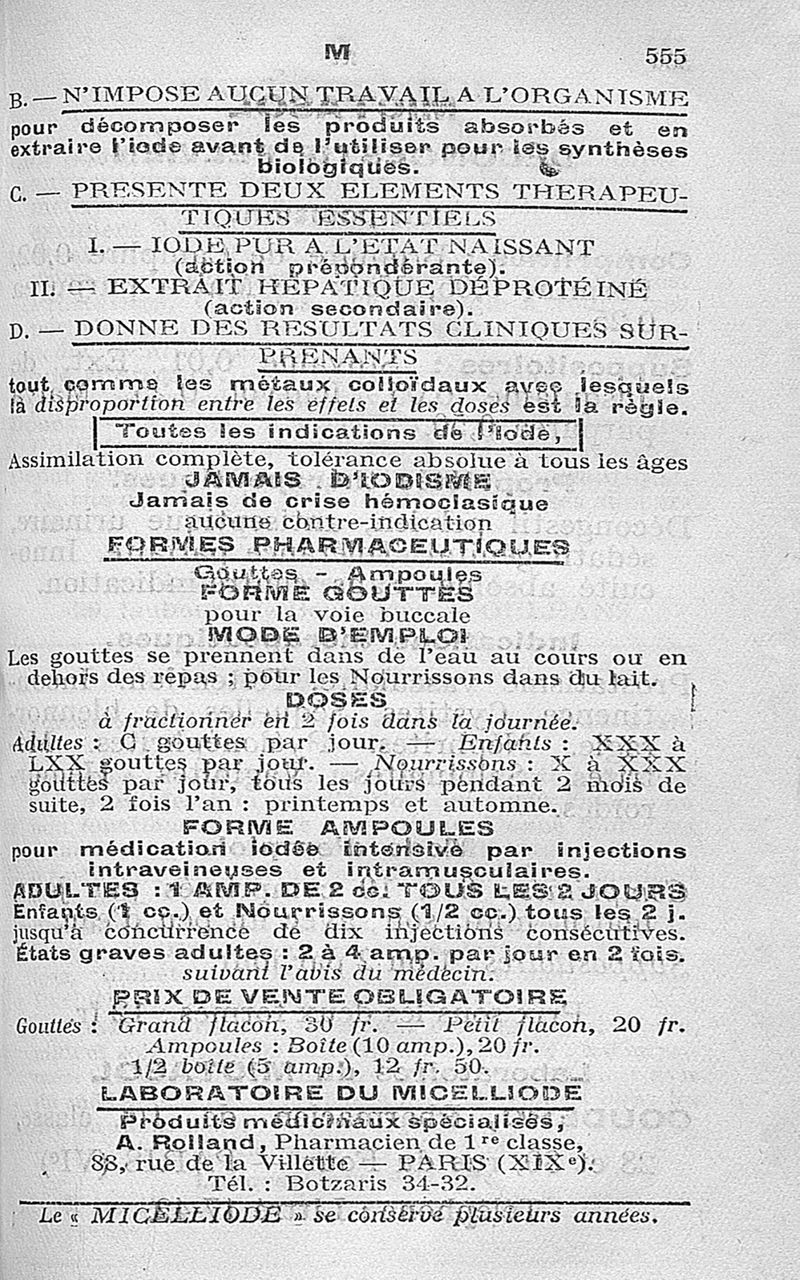 M 555
B. — N'IMPOSE AUCUN TRAVAIL A L'ORGANISME
pour décomposer les produits absorbés et en
extraire l'iode avant de l'utiliser pour les synthèses
biologiques.
C. — PRESENTE DEUX ELEMENTS THERAPEU-
TIQUES ESSENTIELS
I. — IODE PUR A L'ETAT NAISSANT
(action prépondérante).
II. — EXTRAIT HEPATIQUE DÉPROTÉINÉ
(action secondaire).
D. — DONNE DES RESULTATS CLINIQUES SUR-
PRENANTS
tout comme les métaux colloïdaux avec lesquels
la disproportion entre les effets et les doses est la règle.
Toutes les indications de l'Iode,
Assimilation complète, tolérance absolue à tous les âges
JAMAIS D'IODISME
Jamais de crise hémoclasique
aucune contre-indication
FORMES PHARMACEUTIQUES
Gouttes - Ampoules
FORME GOUTTES
pour la voie buccale
MODE D'EMPLOI
Les gouttes se prennent dans de l'eau au cours ou en
dehors des repas ; pour les Nourrissons dans du lait.
DOSES
à fractionner en 2 fois dans la journée.
Adultes : C gouttes par jour. — Enfants : XXX à
LXX gouttes par jour. — Nourrissons : X à XXX
gouttes par jour, tous les jours pendant 2 mois de
suite, 2 fois l'an : printemps et automne.
FORME AMPOULES
pour médication iodée intensive par injections
intraveineuses et intramusculaires.
ADULTES : 1 AMP. DE 2 cc. TOUS LES 2 JOURS
Enfants (1 cc.) et Nourrissons (1/2 cc.) tous les 2 j.
jusqu'à concurrence de dix injections consécutives.
États graves adultes : 2 à 4 amp. par jour en 2 fois.
suivant l'avis du médecin.
PRIX DE VENTE OBLIGATOIRE
Gouttes : Grand flacon, 30 fr. — Petit flacon, 20 fr.
Ampoules : Boîte (10 amp.), 20 fr.
1/2 boîte (5 amp.), 12 fr. 50.
LABORATOIRE DU MICELLIODE
Produits médicinaux spécialisés,
A. Rolland, Pharmacien de 1re classe,
83, rue de la Villette — PARIS (XIXe).
Tél. : Botzaris 34-32.
Le « MICELLIODE » se conserve plusieurs années.